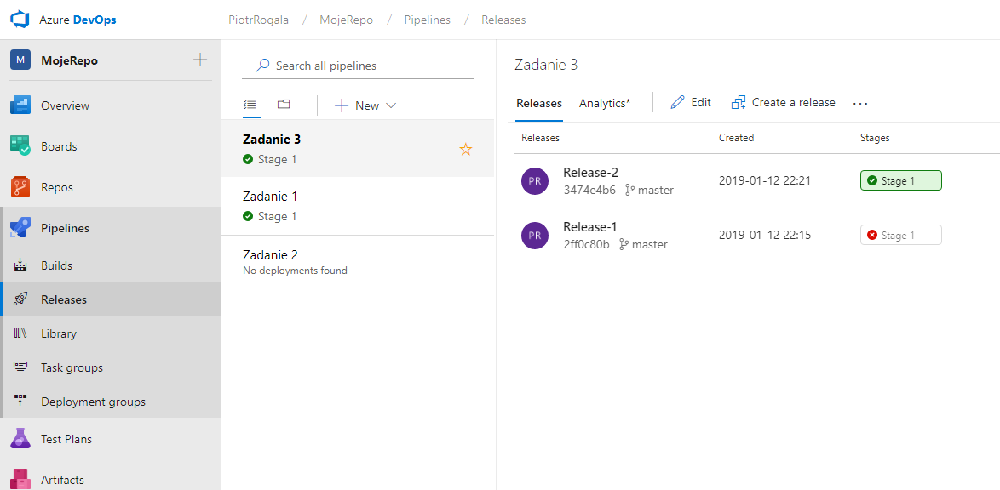 Azure DevOps
PiotrRogala / MojeRepo / Pipelines / Releases
M MojeRepo
Overview
Boards
Repos
Pipelines
Builds
Releases
Library
Task groups
Deployment groups
Test Plans
Artifacts
Search all pipelines
New
Zadanie 3
Stage 1
Zadanie 1
Stage 1
Zadanie 2
No deployments found
Zadanie 3
Releases Analytics* Edit Create a release ...
Releases Created Stages
PR Release-2 2019-01-12 22:21 Stage 1
3474e4b6 master
PR Release-1 2019-01-12 22:15 Stage 1
2ff0c80b master